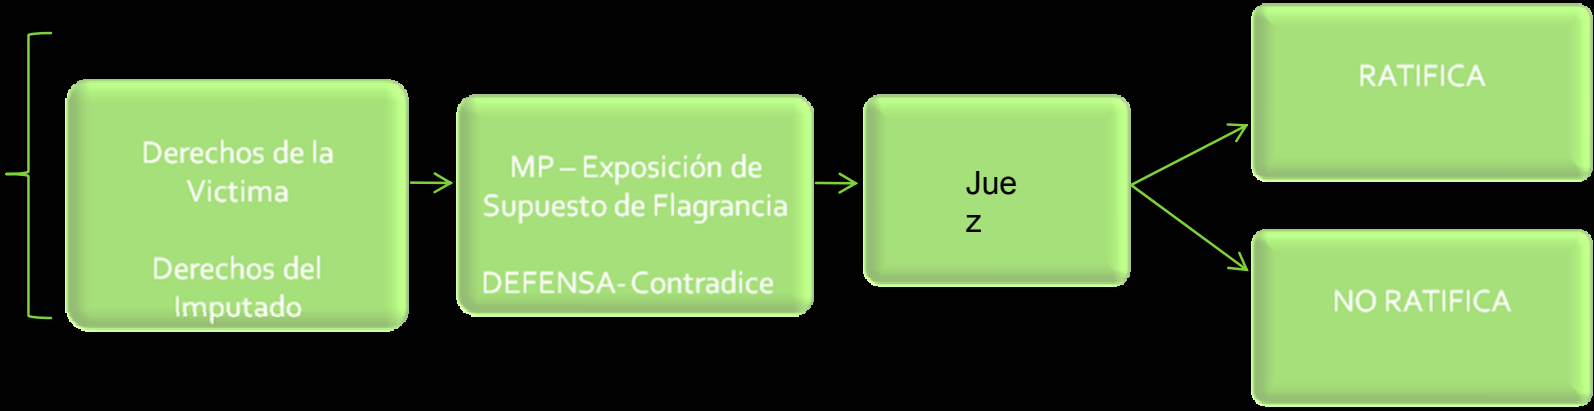 Derechos de la
Victima
Derechos del
Imputado
MP – Exposición de
Supuesto de Flagrancia
DEFENSA- Contradice
Jue
z
RATIFICA
NO RATIFICA